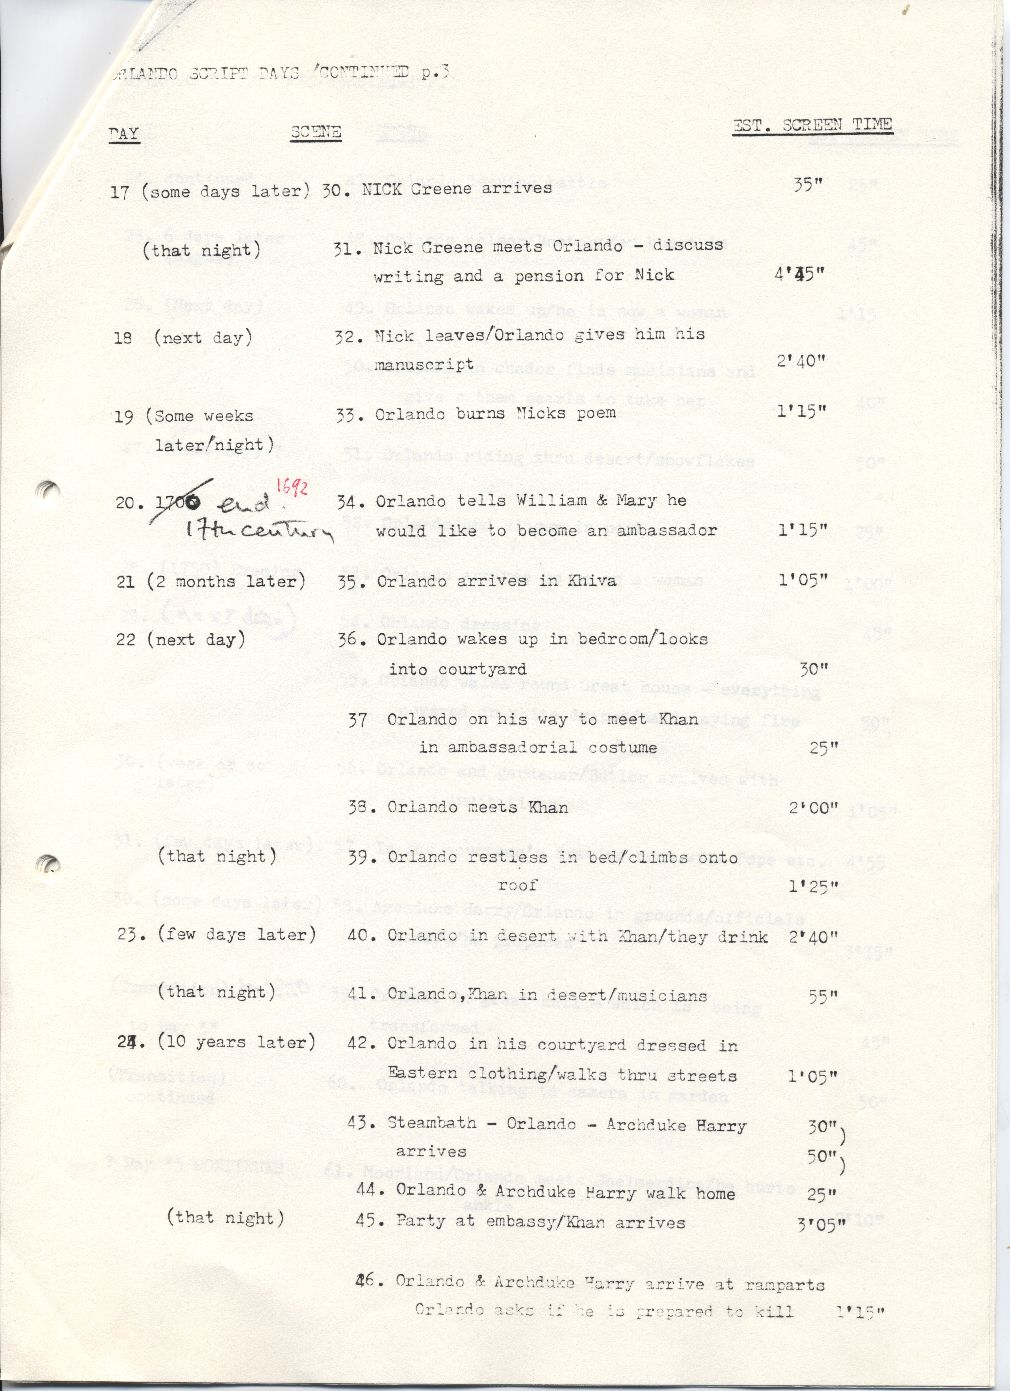 ORLANDO SCRIPT DAYS /CONTINUED p.3
DAY SCENE EST. SCREEN TIME
17 (some days later) 30. NICK Greene arrives 35"
(that night) 31. Nick Greene meets Orlando - discuss
writing and a pension for Nick 4'45"
18 (next day) 32. Nick leaves/Orlando gives him his
manuscript 2'40"
19 (Some weeks 33. Orlando burns Nicks poem 1'15"
later/night)
20. 1700 end. 1692 34. Orlando tells William & Mary he
17th century would like to become an ambassador 1'15"
21 (2 months later) 35. Orlando arrives in Khiva 1'05"
22 (next day) 36. Orlando wakes up in bedroom/looks
into courtyard 30"
37 Orlando on his way to meet Khan
in ambassadorial costume 25"
38. Orlando meets Khan 2'00"
(that night) 39. Orlando restless in bed/climbs onto
roof 1'25"
23. (few days later) 40. Orlando in desert with Khan/they drink 2'40"
(that night) 41. Orlando,Khan in desert/musicians 55"
24. (10 years later) 42. Orlando in his courtyard dressed in
Eastern clothing/walks thru streets 1'05"
43. Steambath - Orlando - Archduke Harry 30")
arrives 50")
44. Orlando & Archduke Harry walk home 25"
(that night) 45. Party at embassy/Khan arrives 3'05"
46. Orlando & Archduke Harry arrive at ramparts
Orlando asks if he is prepared to kill 1'15"